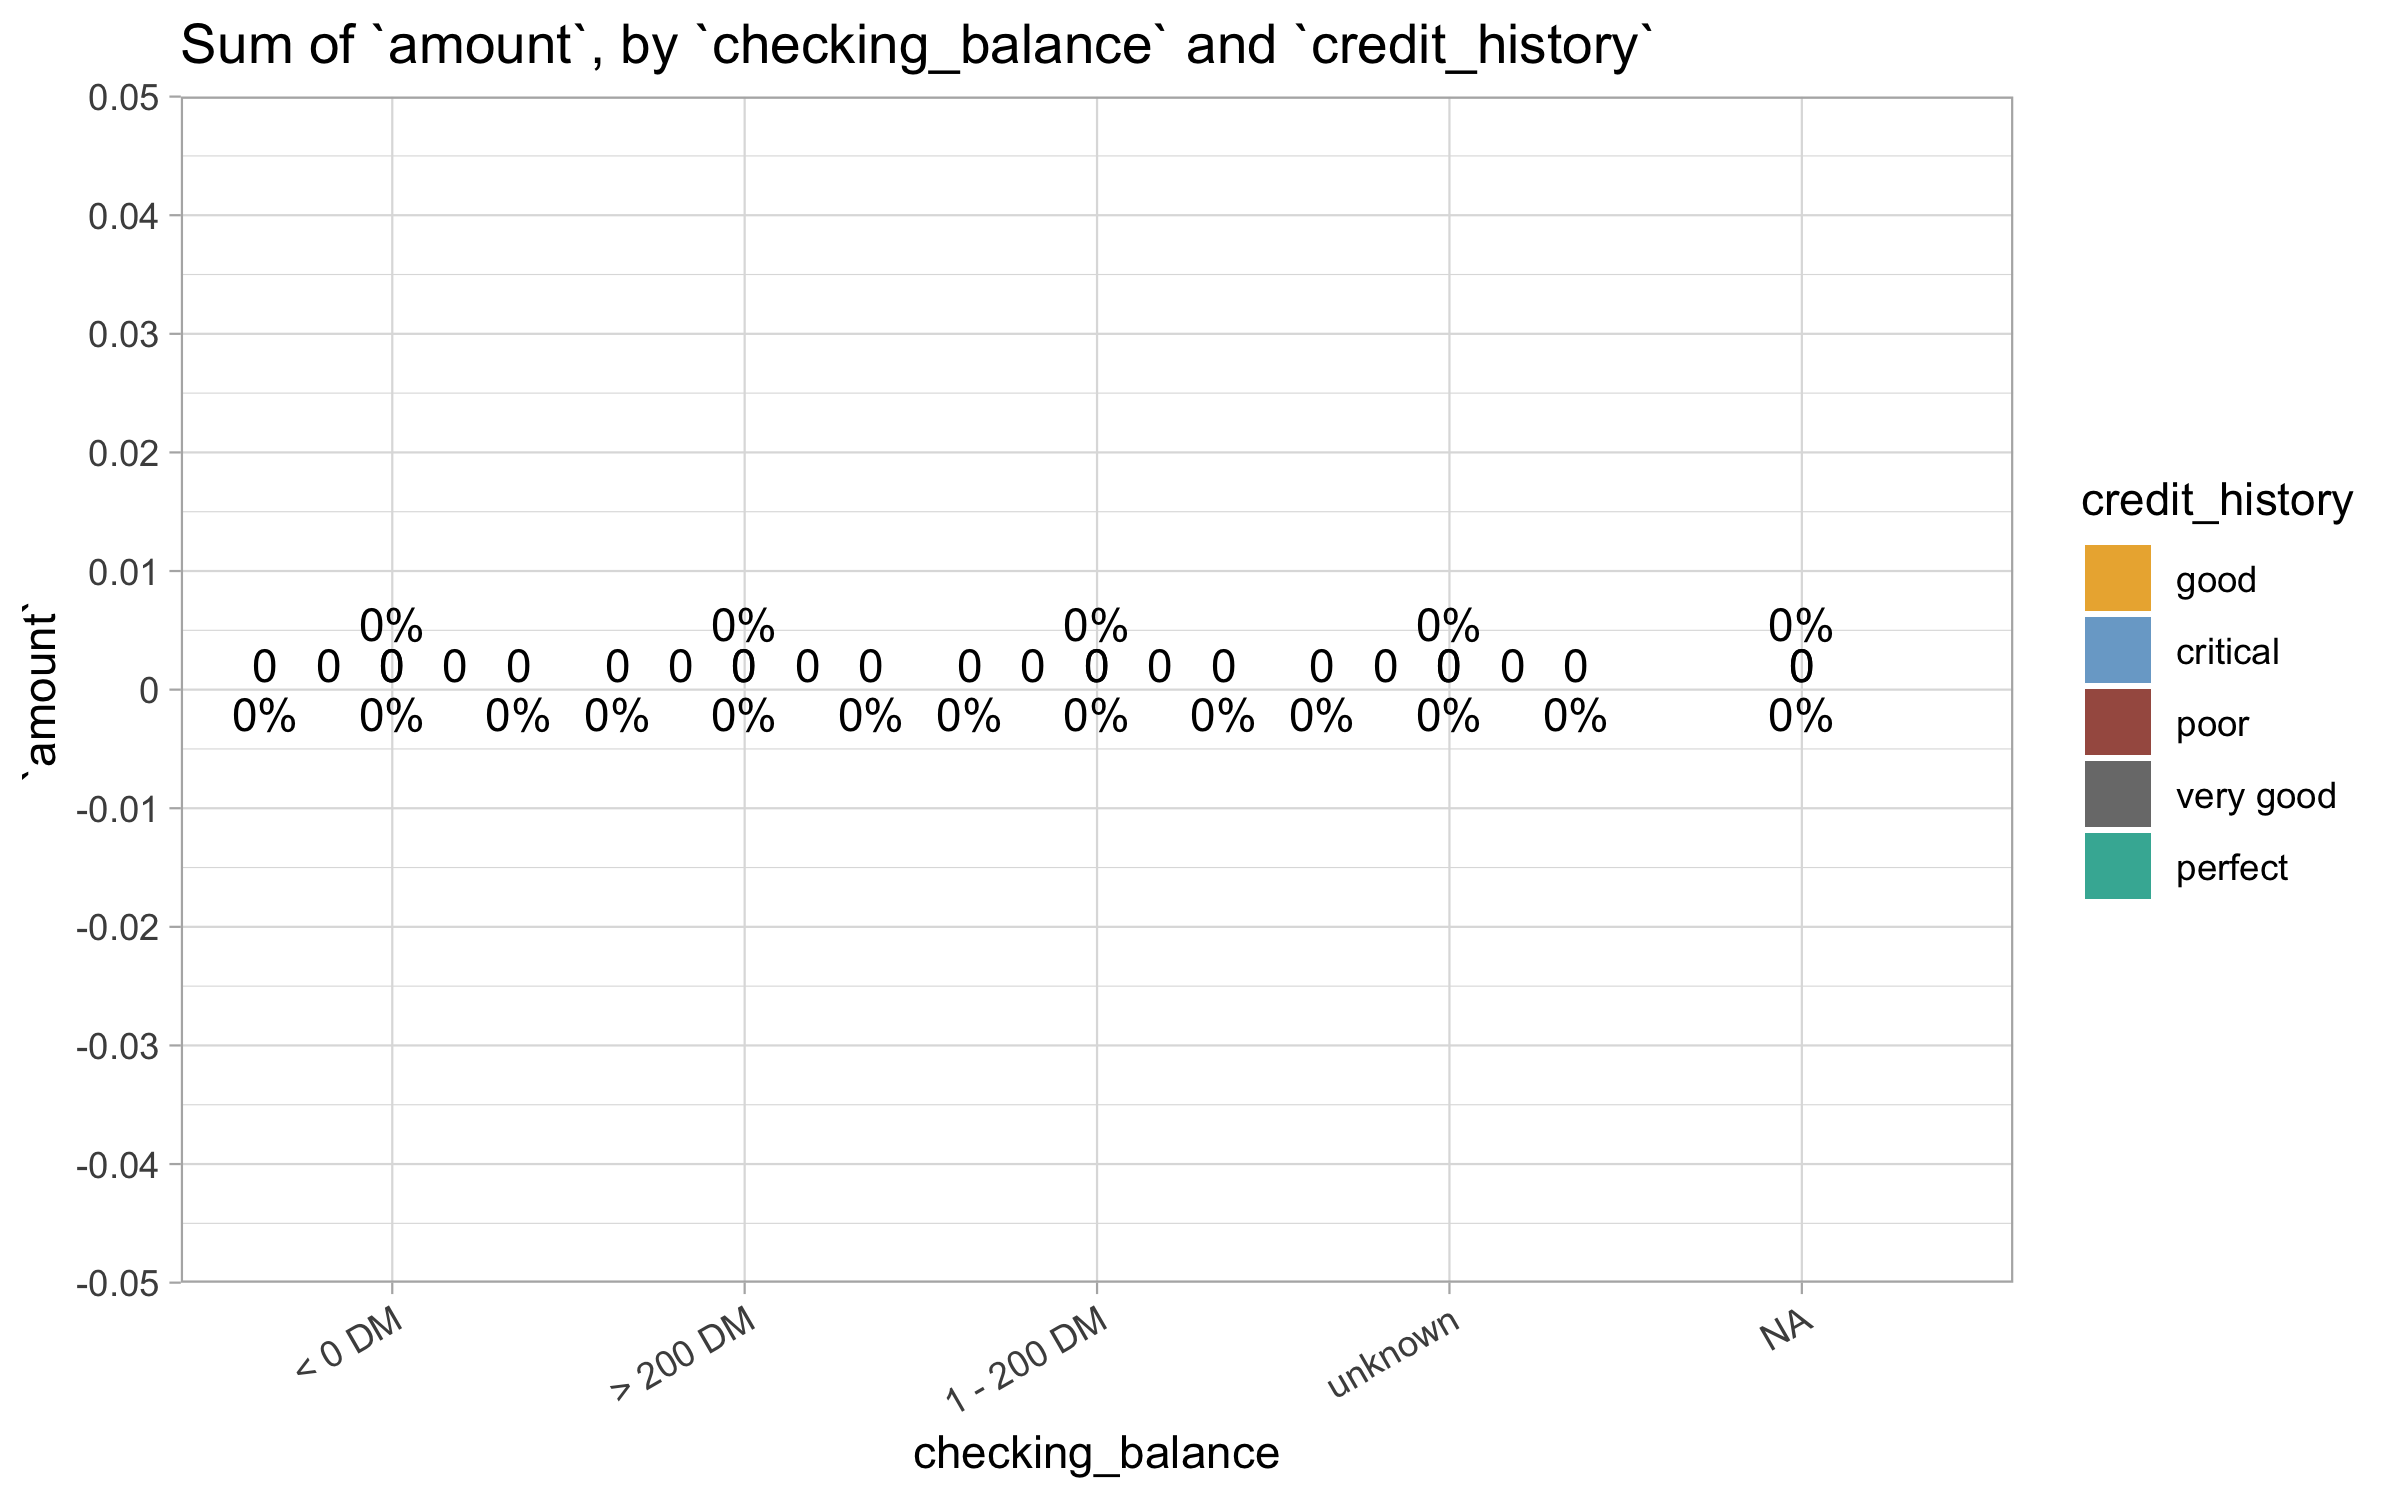 Sum of `amount`, by `checking_balance` and `credit_history`
0.05
0.04
0.03
0.02
0.01
0
-0.01
-0.02
-0.03
-0.04
-0.05
`amount`
0% 0% 0% 0% 0%
0 0 0 0 0 0 0 0 0 0 0 0 0 0 0 0 0 0 0 0 0
0% 0% 0% 0% 0% 0% 0% 0% 0% 0% 0% 0% 0%
< 0 DM
> 200 DM
1 - 200 DM
unknown
NA
checking_balance
credit_history
good
critical
poor
very good
perfect